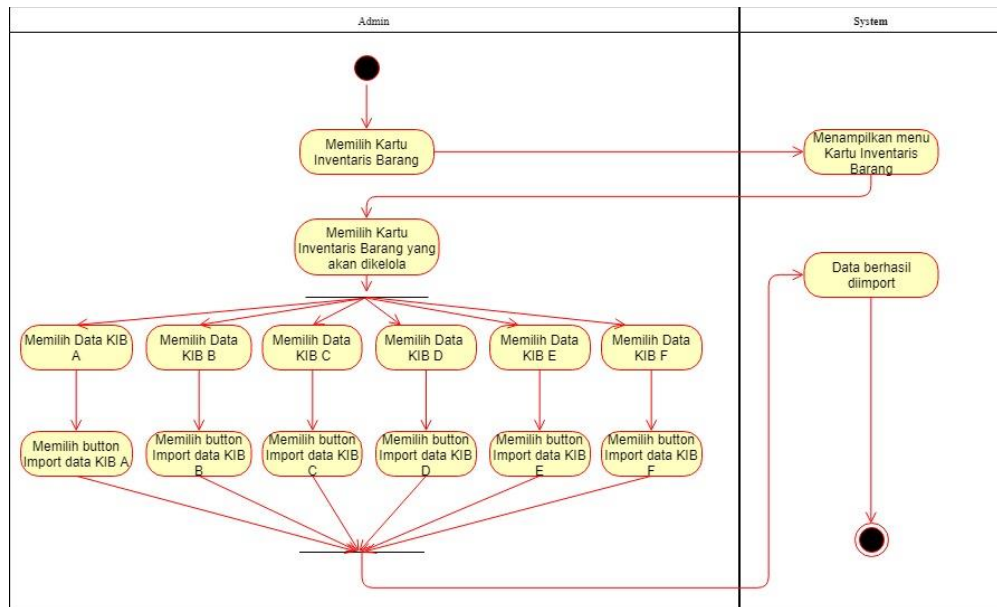 Admin
System
Memilih Kartu
Inventaris Barang
Menampilkan menu
Kartu Inventaris
Barang
Memilih Kartu
Inventaris Barang yang
akan dikelola
Data berhasil
diimport
Memilih Data KIB
A
Memilih Data
KIB B
Memilih Data
KIB C
Memilih Data
KIB D
Memilih Data
KIB E
Memilih Data
KIB F
Memilih button
Import data KIB A
Memilih button
Import data KIB
B
Memilih button
Import data KIB
C
Memilih button
Import data KIB
D
Memilih button
Import data KIB
E
Memilih button
Import data KIB
F